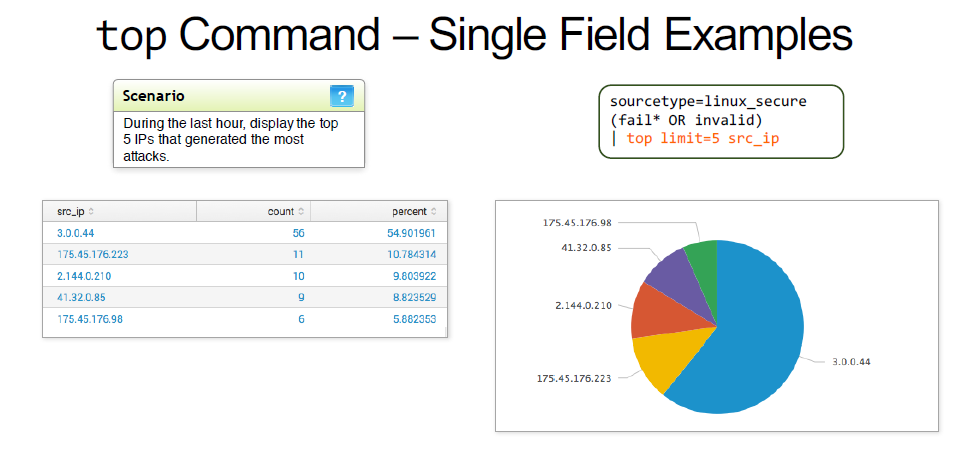 top Command – Single Field Examples
Scenario
?
During the last hour, display the top
5 IPs that generated the most
attacks.
sourcetype=linux_secure
(fail* OR invalid)
| top limit=5 src_ip
src_ip count percent
3.0.0.44 56 54.901961
175.45.176.223 11 10.784314
2.144.0.210 10 9.803922
41.32.0.85 9 8.823529
175.45.176.98 6 5.882353
175.45.176.98
41.32.0.85
2.144.0.210
175.45.176.223
3.0.0.44